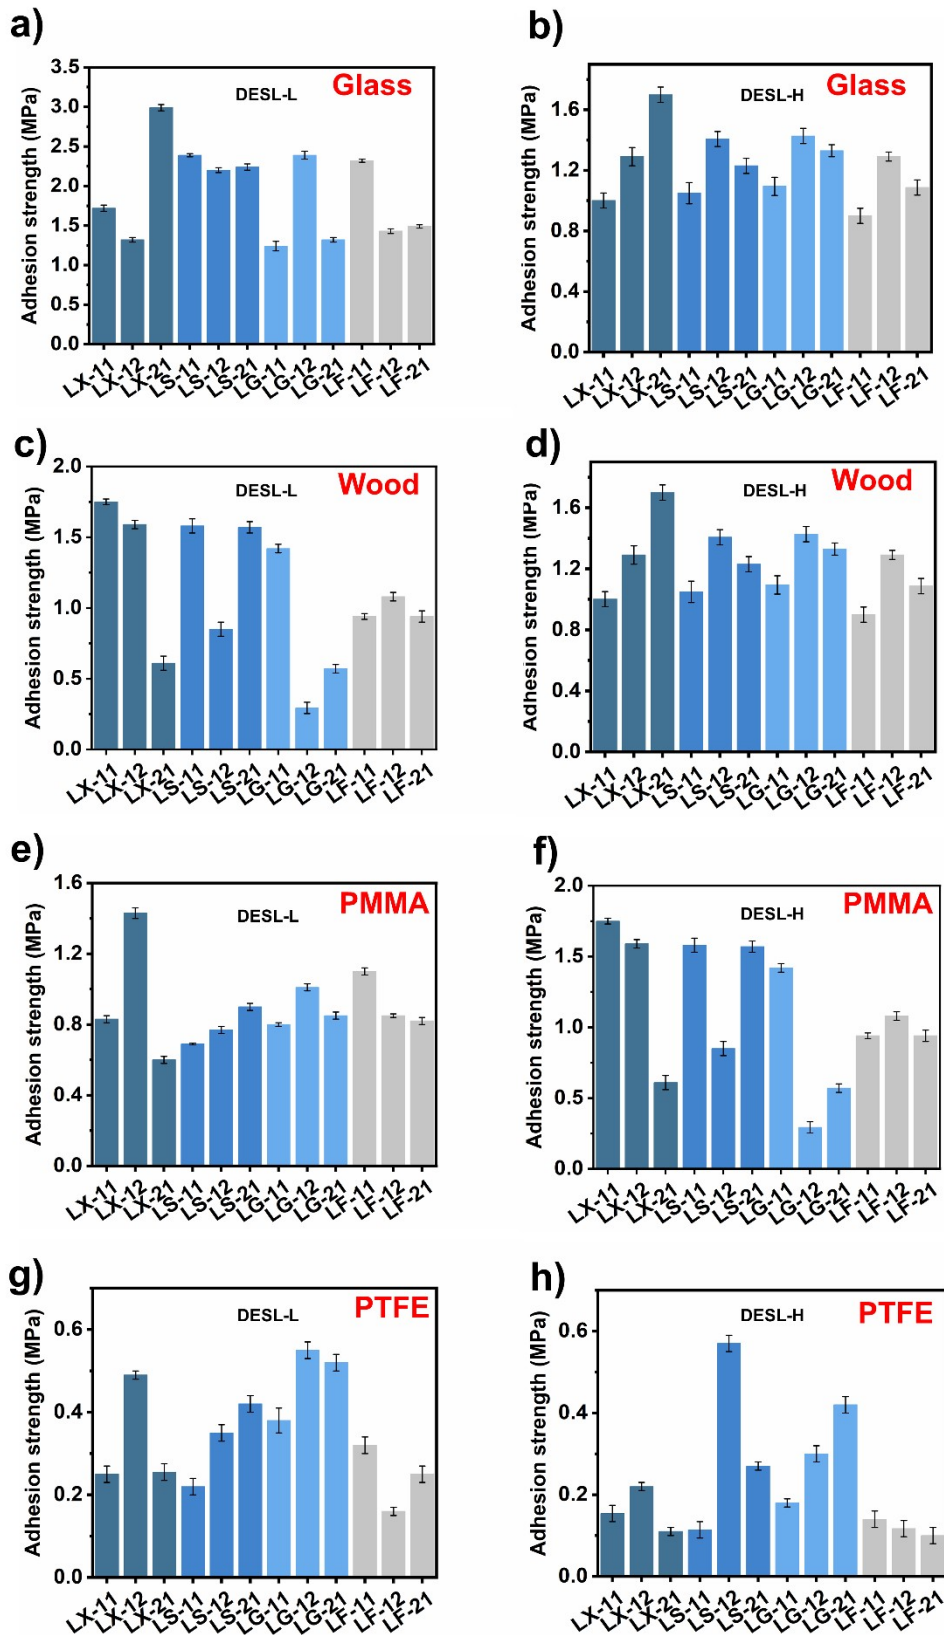 a)
Glass
DESL-L
Adhesion strength (MPa)
3.5
3.0
2.5
2.0
1.5
1.0
0.5
0.0
LX-11 LX-12 LX-21 LS-11 LS-12 LS-21 LG-11 LG-12 LG-21 LF-11 LF-12 LF-21
b)
Glass
DESL-H
Adhesion strength (MPa)
1.6
1.2
0.8
0.4
0.0
LX-11 LX-12 LX-21 LS-11 LS-12 LS-21 LG-11 LG-12 LG-21 LF-11 LF-12 LF-21
c)
Wood
DESL-L
Adhesion strength (MPa)
2.0
1.5
1.0
0.5
0.0
LX-11 LX-12 LX-21 LS-11 LS-12 LS-21 LG-11 LG-12 LG-21 LF-11 LF-12 LF-21
d)
Wood
DESL-H
Adhesion strength (MPa)
1.6
1.2
0.8
0.4
0.0
LX-11 LX-12 LX-21 LS-11 LS-12 LS-21 LG-11 LG-12 LG-21 LF-11 LF-12 LF-21
e)
PMMA
DESL-L
Adhesion strength (MPa)
1.6
1.2
0.8
0.4
0.0
LX-11 LX-12 LX-21 LS-11 LS-12 LS-21 LG-11 LG-12 LG-21 LF-11 LF-12 LF-21
f)
PMMA
DESL-H
Adhesion strength (MPa)
2.0
1.5
1.0
0.5
0.0
LX-11 LX-12 LX-21 LS-11 LS-12 LS-21 LG-11 LG-12 LG-21 LF-11 LF-12 LF-21
g)
PTFE
DESL-L
Adhesion strength (MPa)
0.6
0.4
0.2
0.0
LX-11 LX-12 LX-21 LS-11 LS-12 LS-21 LG-11 LG-12 LG-21 LF-11 LF-12 LF-21
h)
PTFE
DESL-H
Adhesion strength (MPa)
0.6
0.4
0.2
0.0
LX-11 LX-12 LX-21 LS-11 LS-12 LS-21 LG-11 LG-12 LG-21 LF-11 LF-12 LF-21